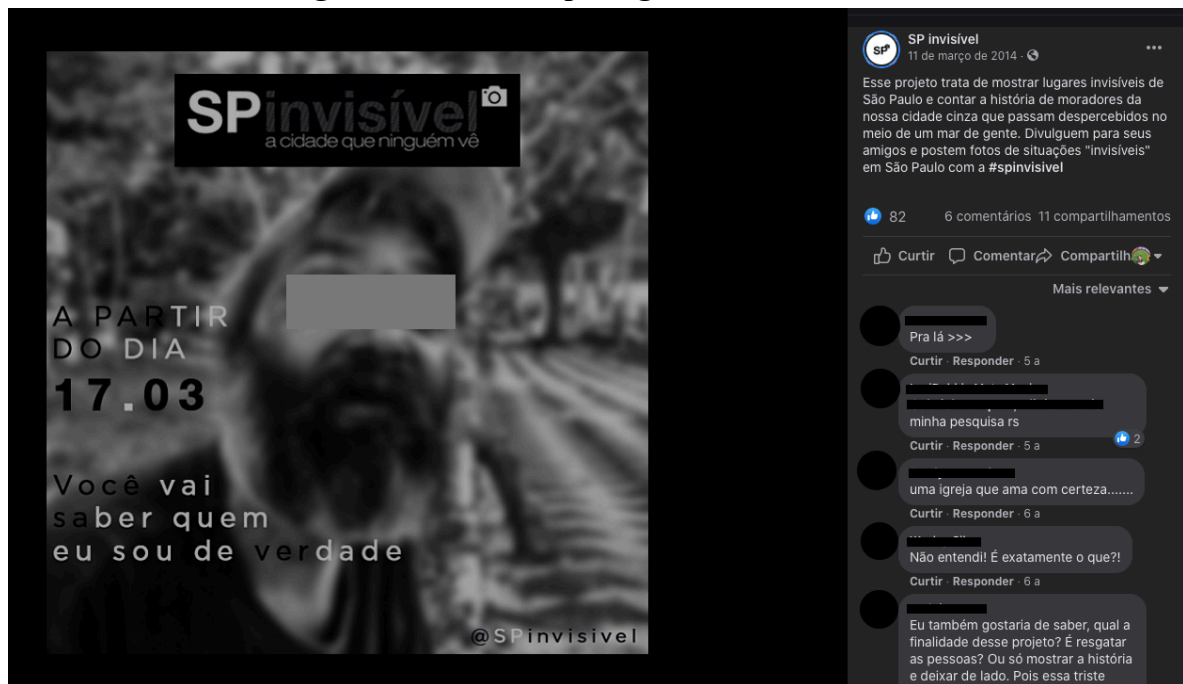 SPinvisível
a cidade que ninguém vê
A PARTIR
DO DIA
17.03
Você vai
saber quem
eu sou de verdade
@SPinvisivel
SP
SP invisível
11 de março de 2014 ·
Esse projeto trata de mostrar lugares invisíveis de
São Paulo e contar a história de moradores da
nossa cidade cinza que passam despercebidos no
meio de um mar de gente. Divulguem para seus
amigos e postem fotos de situações "invisíveis"
em São Paulo com a #spinvisivel
82 6 comentários 11 compartilhamentos
Curtir Comentar Compartilh
Mais relevantes
Pra lá >>>
Curtir · Responder · 5 a
minha pesquisa rs
2
Curtir · Responder · 5 a
uma igreja que ama com certeza.......
Curtir · Responder · 6 a
Não entendi! É exatamente o que?!
Curtir · Responder · 6 a
Eu também gostaria de saber, qual a
finalidade desse projeto? É resgatar
as pessoas? Ou só mostrar a história
e deixar de lado. Pois essa triste